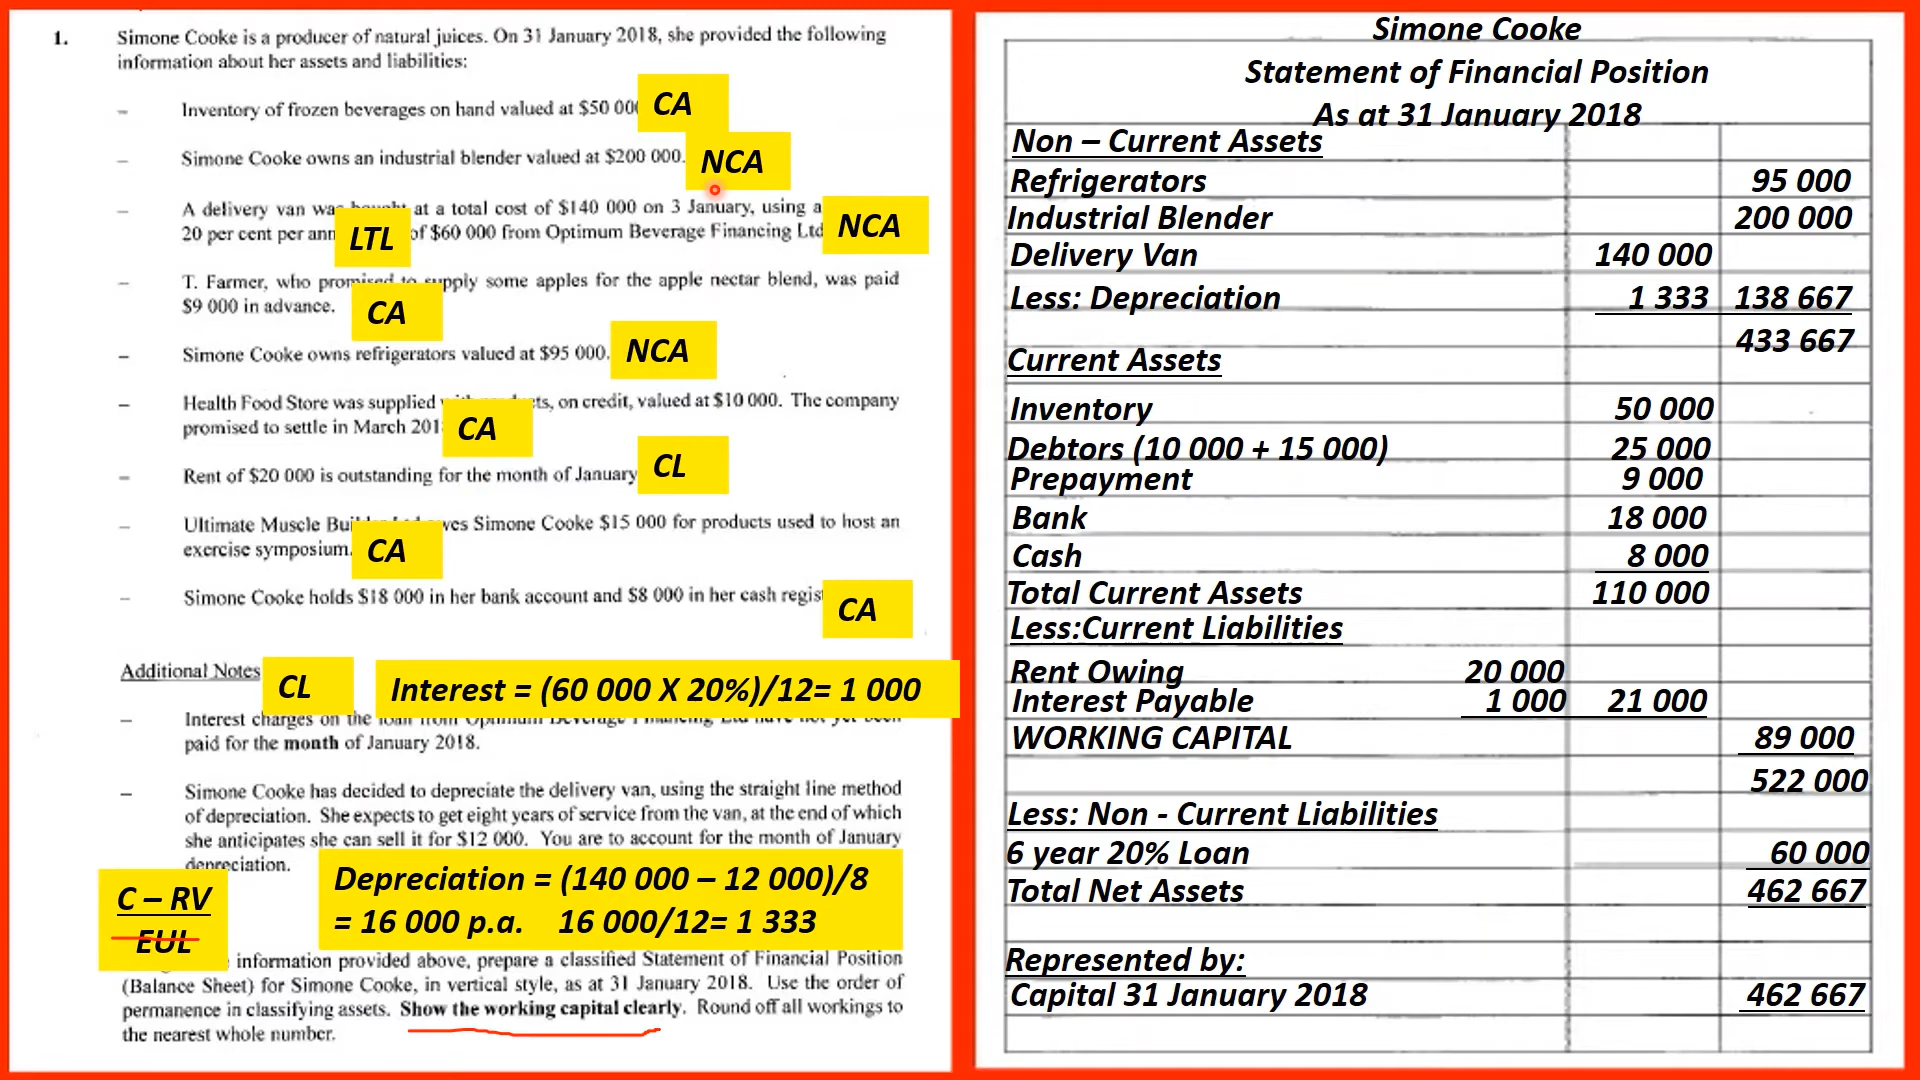 1. Simone Cooke is a producer of natural juices. On 31 January 2018, she provided the following
information about her assets and liabilities:
– Inventory of frozen beverages on hand valued at $50 00 CA
– Simone Cooke owns an industrial blender valued at $200 000. NCA
– A delivery van was at a total cost of $140 000 on 3 January, using a
20 per cent per ann LTL of $60 000 from Optimum Beverage Financing Ltd NCA
– T. Farmer, who promised to supply some apples for the apple nectar blend, was paid
$9 000 in advance. CA
– Simone Cooke owns refrigerators valued at $95 000. NCA
– Health Food Store was supplied on credit, valued at $10 000. The company
promised to settle in March 201 CA
– Rent of $20 000 is outstanding for the month of January CL
– Ultimate Muscle Simone Cooke $15 000 for products used to host an
exercise symposium. CA
– Simone Cooke holds $18 000 in her bank account and $8 000 in her cash regis CA
Additional Notes CL Interest = (60 000 X 20%)/12= 1 000
– Interest charges on the
paid for the month of January 2018.
– Simone Cooke has decided to depreciate the delivery van, using the straight line method
of depreciation. She expects to get eight years of service from the van, at the end of which
she anticipates she can sell it for $12 000. You are to account for the month of January
depreciation.
C – RV
EUL
Depreciation = (140 000 – 12 000)/8
= 16 000 p.a. 16 000/12= 1 333
information provided above, prepare a classified Statement of Financial Position
(Balance Sheet) for Simone Cooke, in vertical style, as at 31 January 2018. Use the order of
permanence in classifying assets. Show the working capital clearly. Round off all workings to
the nearest whole number.
Simone Cooke
Statement of Financial Position
As at 31 January 2018
Non – Current Assets
Refrigerators 95 000
Industrial Blender 200 000
Delivery Van 140 000
Less: Depreciation 1 333 138 667
433 667
Current Assets
Inventory 50 000
Debtors (10 000 + 15 000) 25 000
Prepayment 9 000
Bank 18 000
Cash 8 000
Total Current Assets 110 000
Less:Current Liabilities
Rent Owing 20 000
Interest Payable 1 000 21 000
WORKING CAPITAL 89 000
522 000
Less: Non - Current Liabilities
6 year 20% Loan 60 000
Total Net Assets 462 667
Represented by:
Capital 31 January 2018 462 667